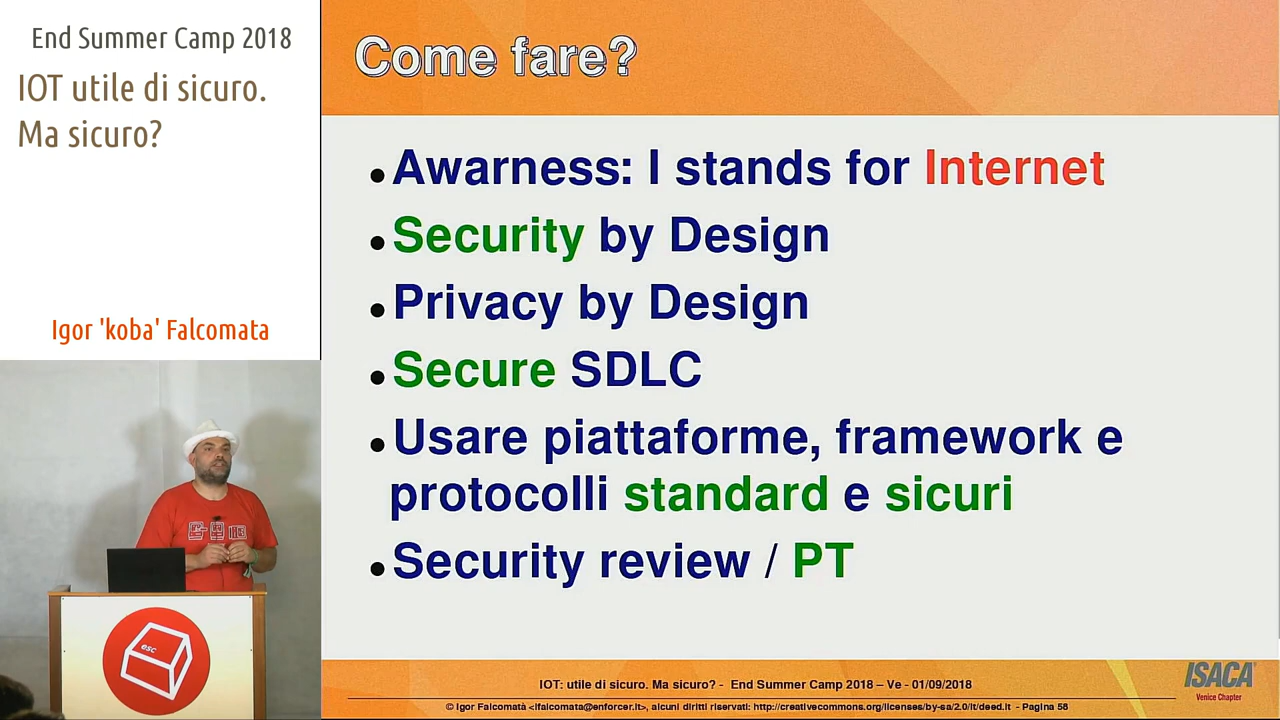 End Summer Camp 2018
IOT utile di sicuro.
Ma sicuro?
Igor 'koba' Falcomata
esc
Come fare?
Awarness: I stands for Internet
Security by Design
Privacy by Design
Secure SDLC
Usare piattaforme, framework e
protocolli standard e sicuri
Security review / PT
IOT: utile di sicuro. Ma sicuro? - End Summer Camp 2018 – Ve - 01/09/2018
© Igor Falcomatà <ifalcomata@enforcer.it>, alcuni diritti riservati: http://creativecommons.org/licenses/by-sa/2.0/it/deed.it - Pagina 58
ISACA
Venice Chapter